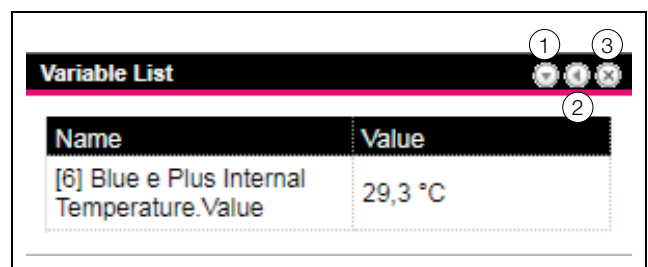 1 3
Variable List
2
Name Value
[6] Blue e Plus Internal
Temperature.Value
29,3 °C